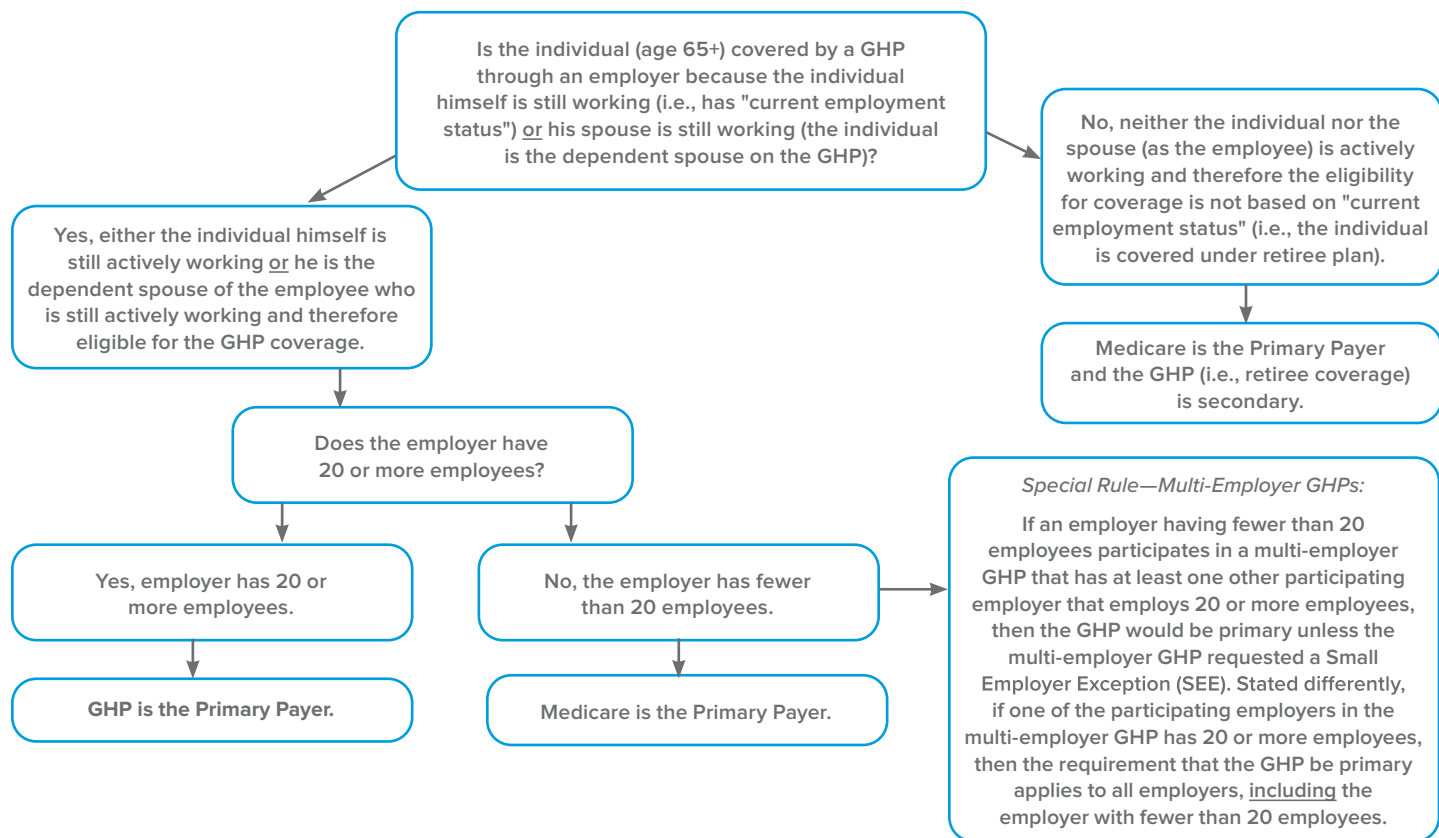 Is the individual (age 65+) covered by a GHP
through an employer because the individual
himself is still working (i.e., has "current employment
status") or his spouse is still working (the individual
is the dependent spouse on the GHP)?
No, neither the individual nor the
spouse (as the employee) is actively
working and therefore the eligibility
for coverage is not based on "current
employment status" (i.e., the individual
is covered under retiree plan).
Yes, either the individual himself is
still actively working or he is the
dependent spouse of the employee who
is still actively working and therefore
eligible for the GHP coverage.
Medicare is the Primary Payer
and the GHP (i.e., retiree coverage)
is secondary.
Does the employer have
20 or more employees?
Yes, employer has 20 or
more employees.
No, the employer has fewer
than 20 employees.
GHP is the Primary Payer.
Medicare is the Primary Payer.
Special Rule—Multi-Employer GHPs:
If an employer having fewer than 20
employees participates in a multi-employer
GHP that has at least one other participating
employer that employs 20 or more employees,
then the GHP would be primary unless the
multi-employer GHP requested a Small
Employer Exception (SEE). Stated differently,
if one of the participating employers in the
multi-employer GHP has 20 or more employees,
then the requirement that the GHP be primary
applies to all employers, including the
employer with fewer than 20 employees.